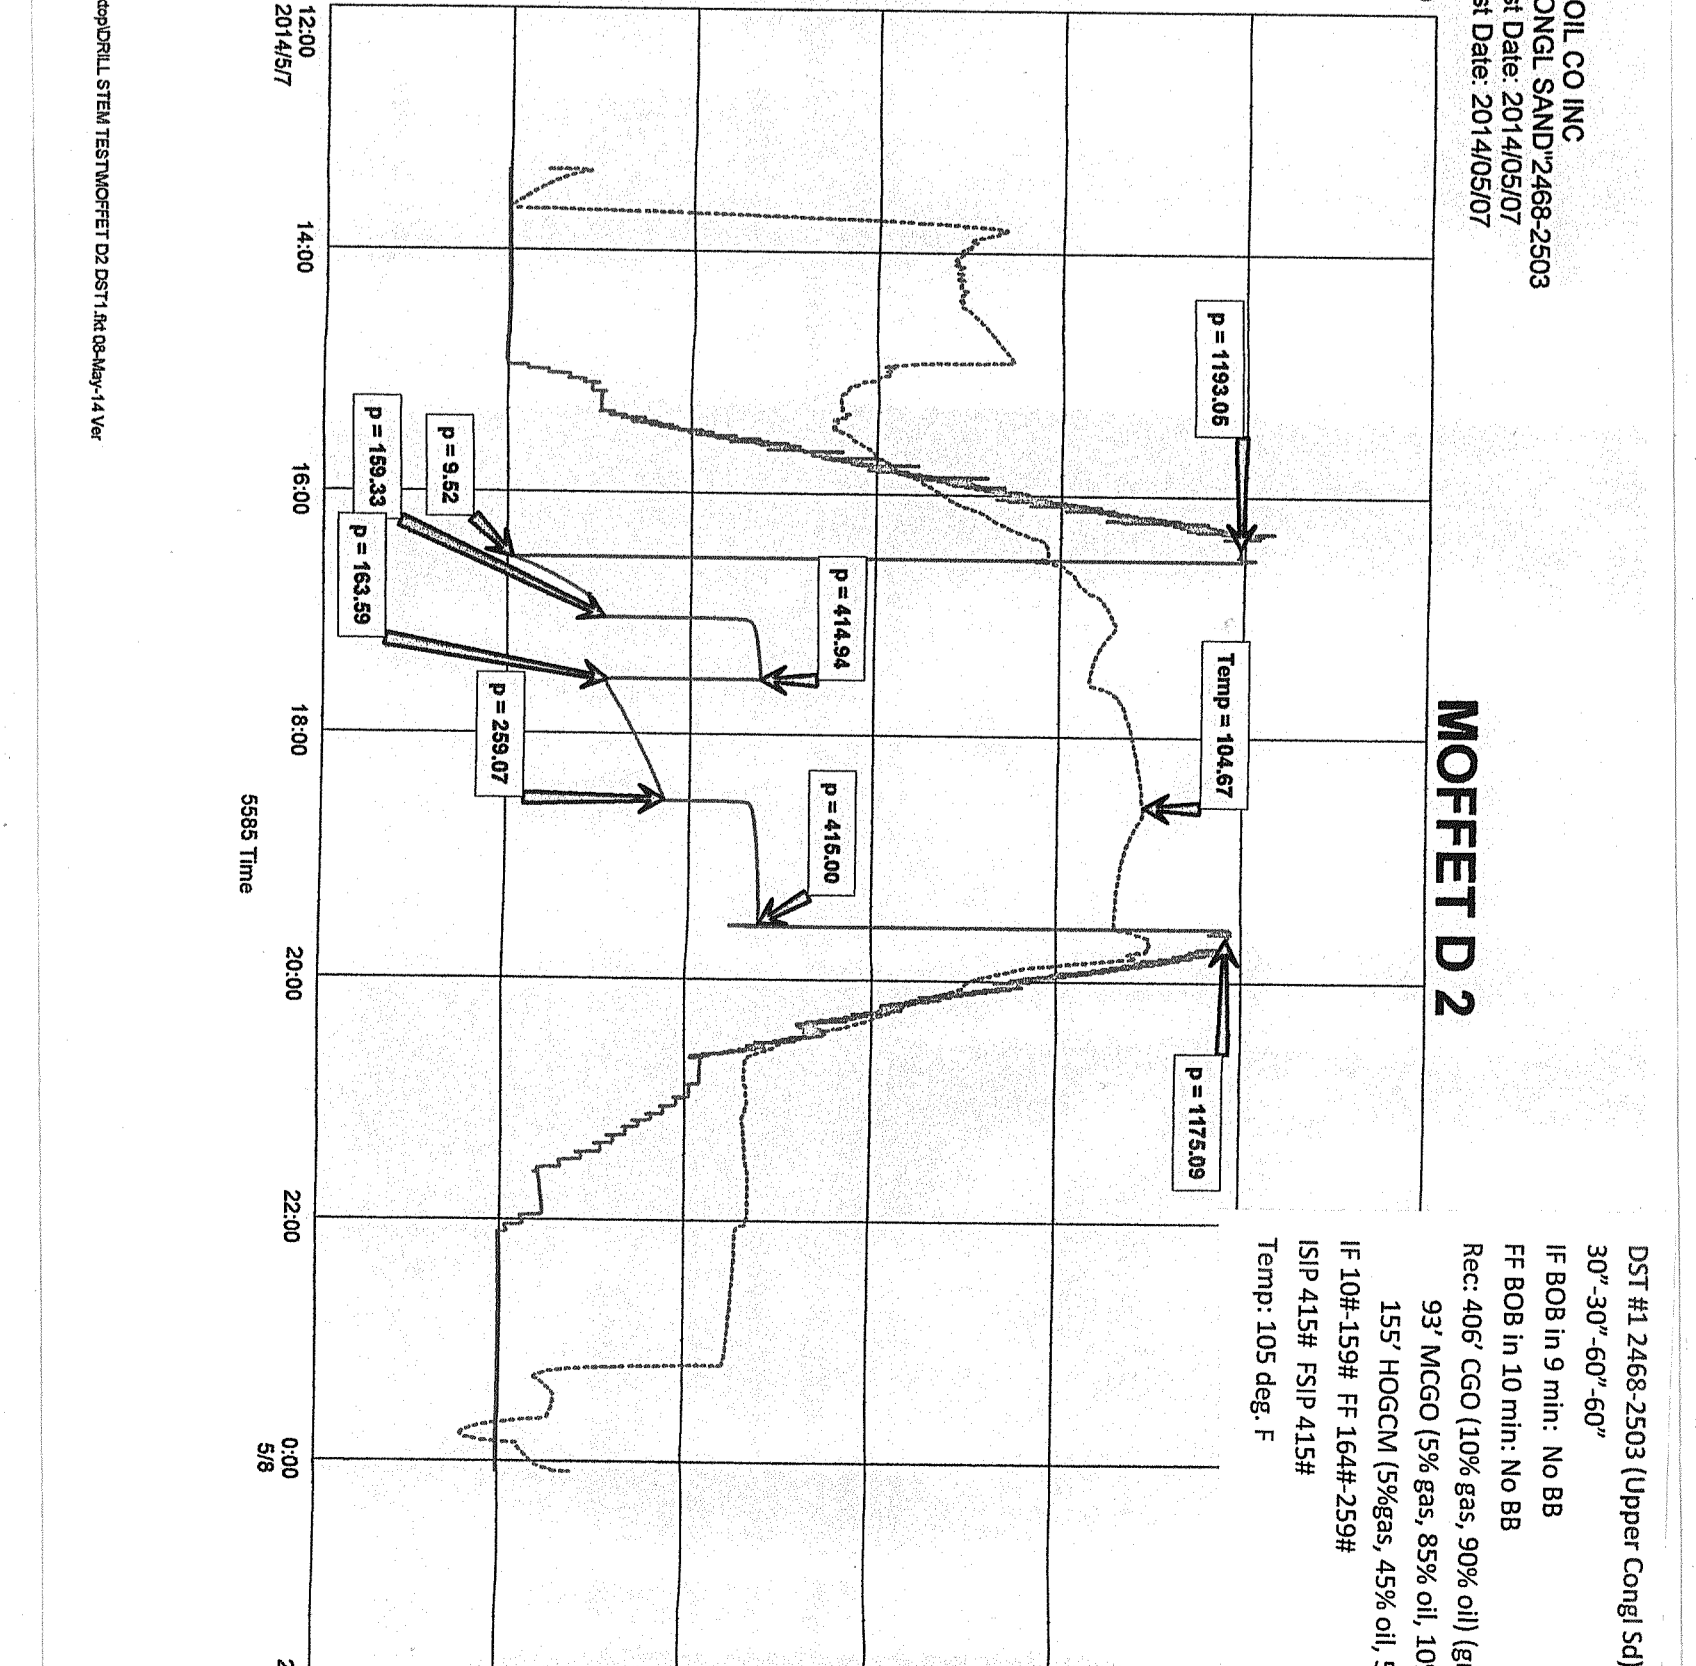 OIL CO INC
ONGL SAND"2468-2503
st Date: 2014/05/07
st Date: 2014/05/07
MOFFET D 2
DST #1 2468-2503 (Upper Congl Sd)
30”-30”-60”-60”
IF BOB in 9 min: No BB
FF BOB in 10 min: No BB
Rec: 406’ CGO (10% gas, 90% oil)
93’ MCGO (5% gas, 85% oil, 10%
155’ HOGCM (5%gas, 45% oil,
IF 10#-159# FF 164#-259#
ISIP 415# FSIP 415#
Temp: 105 deg. F
p = 1193.05
Temp = 104.67
p = 1175.09
p = 414.94
p = 415.00
p = 9.52
p = 159.33
p = 163.59
p = 259.07
12:00
2014/5/7
14:00
16:00
18:00
20:00
22:00
0:00
5/8
2
5585 Time
ctop\DRILL STEM TEST\MOFFET D2 DST1.fkt 08-May-14 Ver